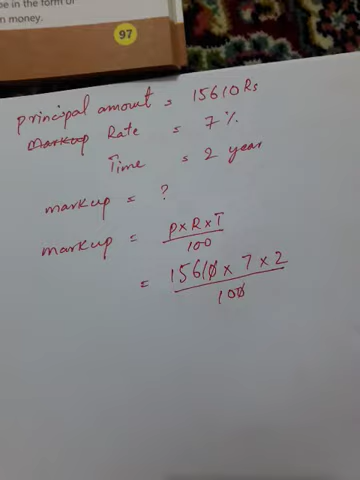 be in the form of
n money.
97
principal amount = 15610 Rs
Markup Rate = 7 %
Time = 2 year
markup = ?
markup = P×R×T
100
= 15610 × 7 × 2
100